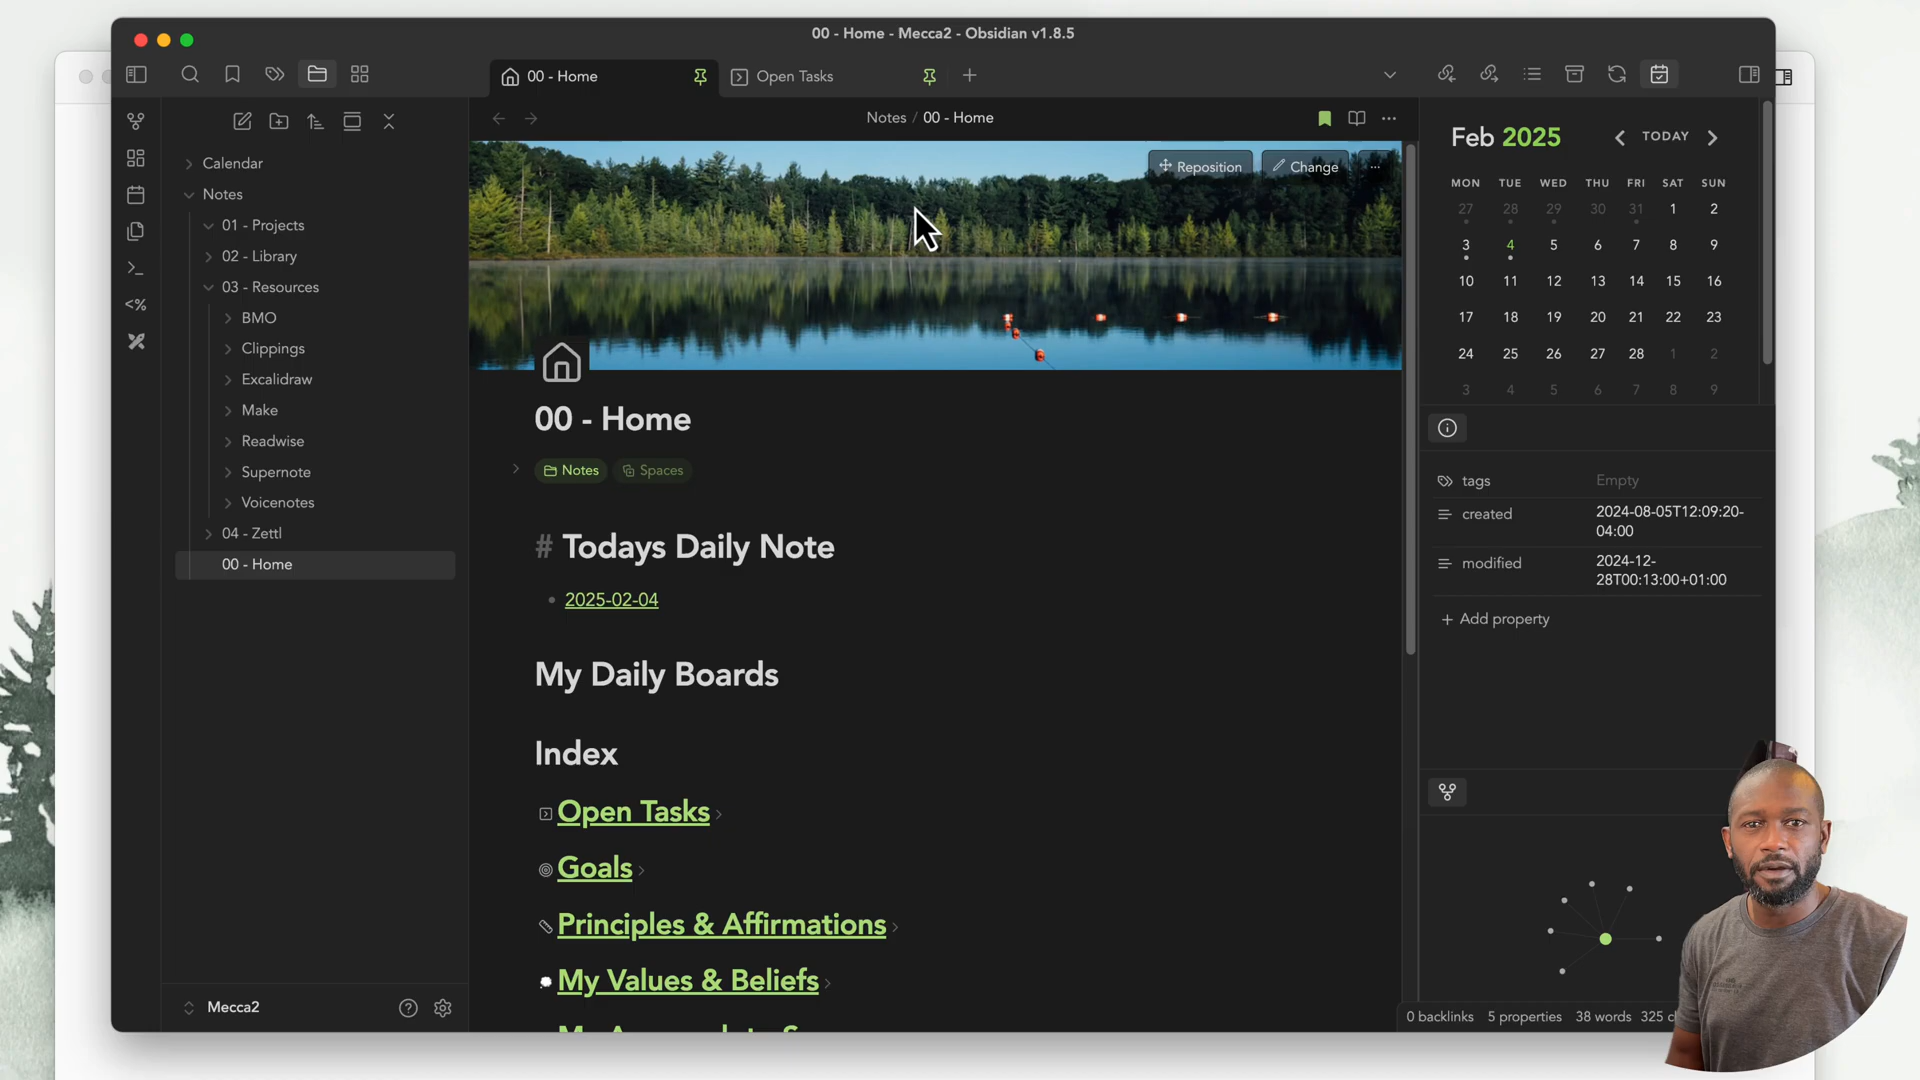 00 - Home - Mecca2 - Obsidian v1.8.5
00 - Home
Open Tasks
Notes / 00 - Home
Calendar
Notes
01 - Projects
02 - Library
03 - Resources
BMO
Clippings
Excalidraw
Make
Readwise
Supernote
Voicenotes
04 - Zettl
00 - Home
Mecca2
<%
Reposition
Change
00 - Home
Notes
Spaces
# Todays Daily Note
2025-02-04
My Daily Boards
Index
Open Tasks
Goals
Principles & Affirmations
My Values & Beliefs
Feb 2025
TODAY
MON TUE WED THU FRI SAT SUN
27 28 29 30 31 1 2
3 4 5 6 7 8 9
10 11 12 13 14 15 16
17 18 19 20 21 22 23
24 25 26 27 28 1 2
3 4 5 6 7 8 9
tags Empty
created 2024-08-05T12:09:20-
04:00
modified 2024-12-
28T00:13:00+01:00
+ Add property
0 backlinks 5 properties 38 words 325